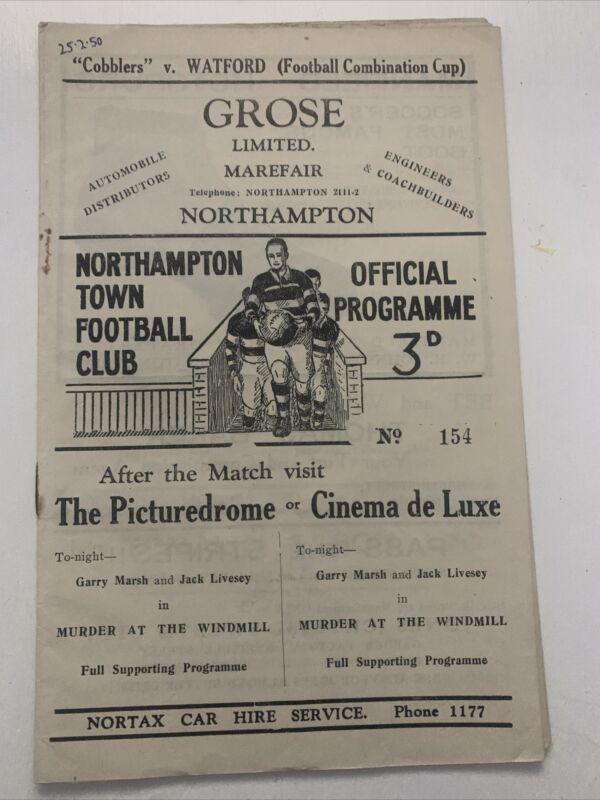 25·2·50
"Cobblers" v. WATFORD (Football Combination Cup)
GROSE
LIMITED.
MAREFAIR
AUTOMOBILE
DISTRIBUTORS
ENGINEERS
& COACHBUILDERS
Telephone: NORTHAMPTON 2111-2
NORTHAMPTON
NORTHAMPTON
TOWN
FOOTBALL
CLUB
OFFICIAL
PROGRAMME
3D
No 154
After the Match visit
The Picturedrome or Cinema de Luxe
To-night—
Garry Marsh and Jack Livesey
in
MURDER AT THE WINDMILL
Full Supporting Programme
To-night—
Garry Marsh and Jack Livesey
in
MURDER AT THE WINDMILL
Full Supporting Programme
NORTAX CAR HIRE SERVICE. Phone 1177